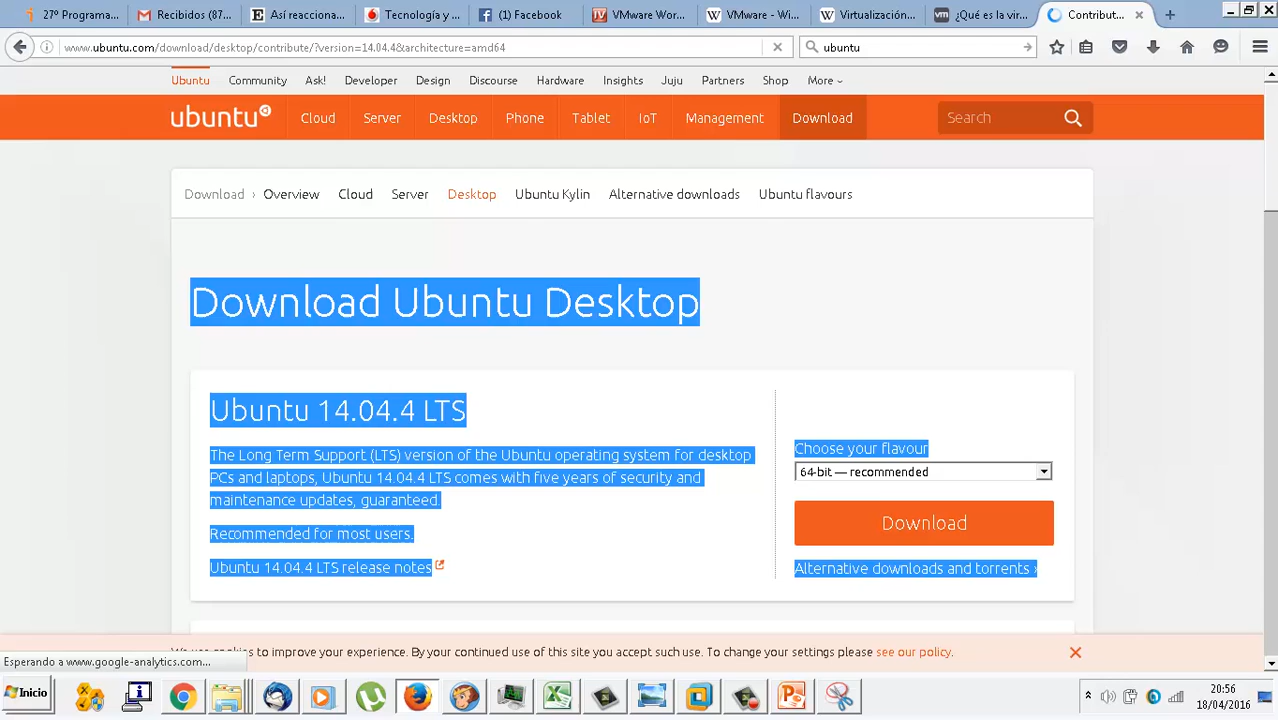 27º Programa...
Recibidos (87...
Así reacciona...
Tecnología y ...
(1) Facebook
VMware Wor...
VMware - Wi...
Virtualización...
¿Qué es la vir...
Contribut...
www.ubuntu.com/download/desktop/contribute/?version=14.04.4&architecture=amd64
ubuntu
Ubuntu Community Ask! Developer Design Discourse Hardware Insights Juju Partners Shop More
ubuntu Cloud Server Desktop Phone Tablet IoT Management Download Search
Download › Overview Cloud Server Desktop Ubuntu Kylin Alternative downloads Ubuntu flavours
Download Ubuntu Desktop
Ubuntu 14.04.4 LTS
The Long Term Support (LTS) version of the Ubuntu operating system for desktop
PCs and laptops, Ubuntu 14.04.4 LTS comes with five years of security and
maintenance updates, guaranteed.
Recommended for most users.
Ubuntu 14.04.4 LTS release notes
Choose your flavour
64-bit — recommended
Download
Alternative downloads and torrents ›
to improve your experience. By your continued use of this site you accept such use. To change your settings please see our policy.
Esperando a www.google-analytics.com...
Inicio
20:56
18/04/2016